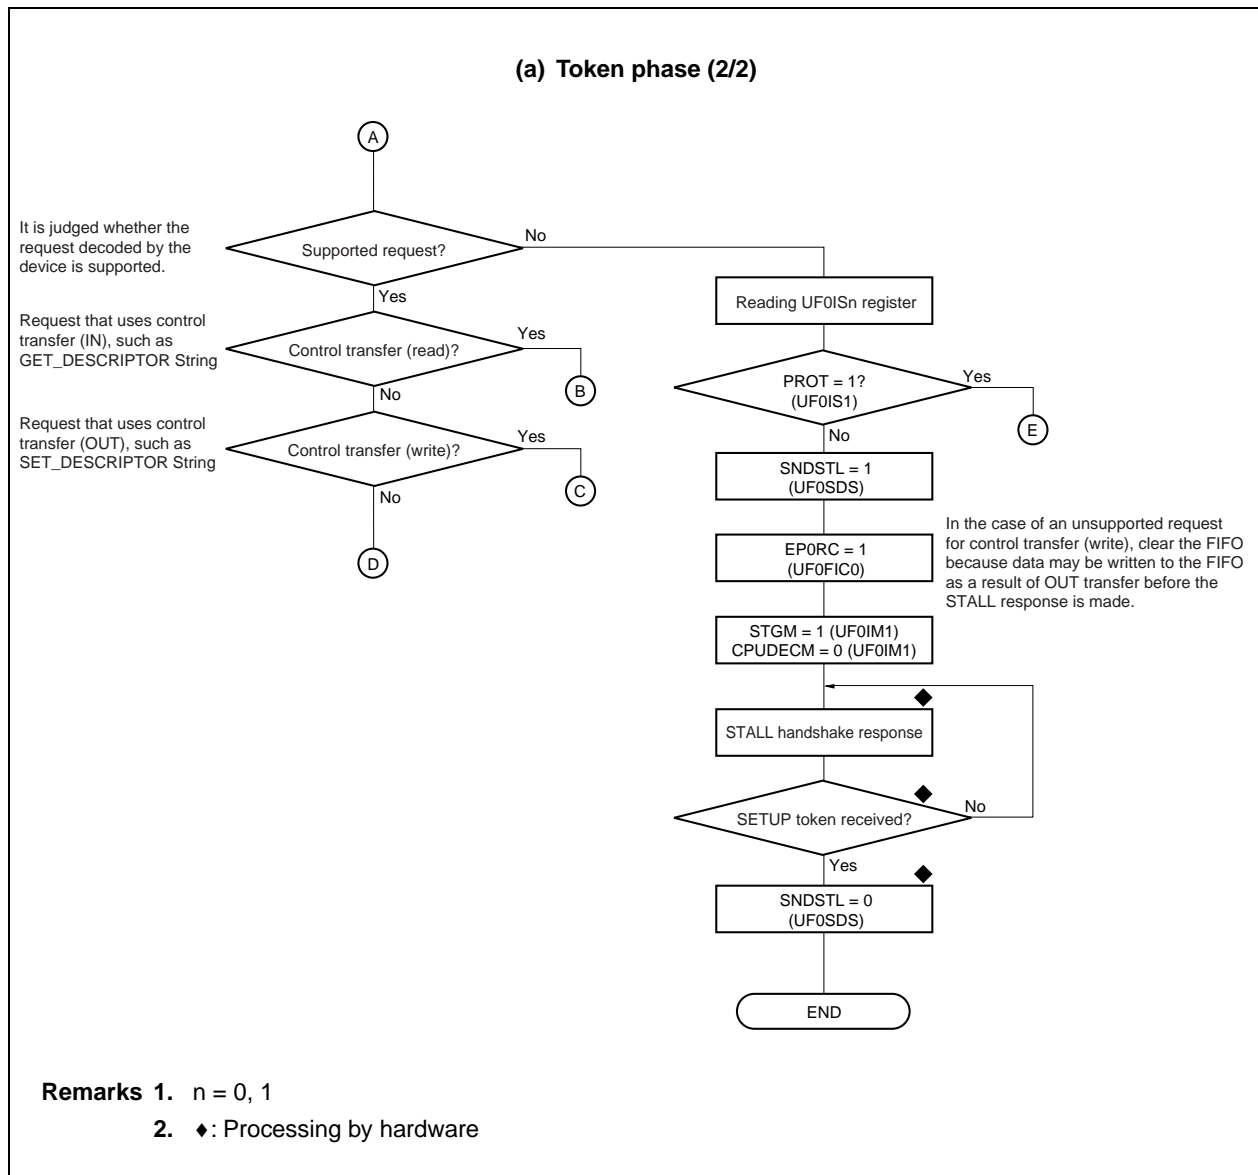 (a) Token phase (2/2)
A
It is judged whether the
request decoded by the
device is supported.
Supported request?
No
Yes
Reading UF0ISn register
Request that uses control
transfer (IN), such as
GET_DESCRIPTOR String
Control transfer (read)?
Yes
B
No
PROT = 1?
(UF0IS1)
Yes
E
No
Request that uses control
transfer (OUT), such as
SET_DESCRIPTOR String
Control transfer (write)?
Yes
C
No
D
SNDSTL = 1
(UF0SDS)
EP0RC = 1
(UF0FIC0)
In the case of an unsupported request
for control transfer (write), clear the FIFO
because data may be written to the FIFO
as a result of OUT transfer before the
STALL response is made.
STGM = 1 (UF0IM1)
CPUDECM = 0 (UF0IM1)
◆
STALL handshake response
◆
SETUP token received?
No
Yes
◆
SNDSTL = 0
(UF0SDS)
END
Remarks 1. n = 0, 1
2. ♦: Processing by hardware